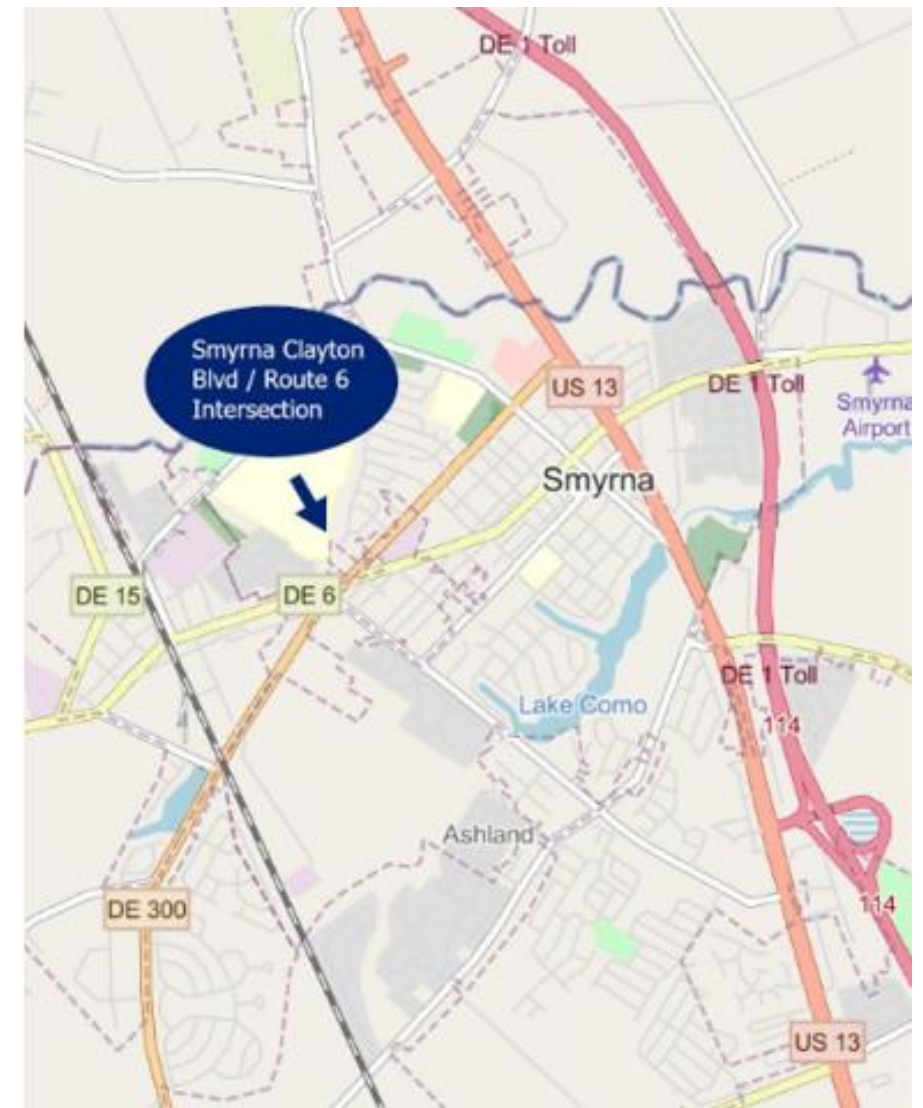 DE 1 Toll
Smyrna Clayton
Blvd / Route 6
Intersection
US 13
DE 1 Toll
Smyrna
Airport
Smyrna
DE 15
DE 6
DE 1 Toll
Lake Como
114
Ashland
DE 300
114
US 13